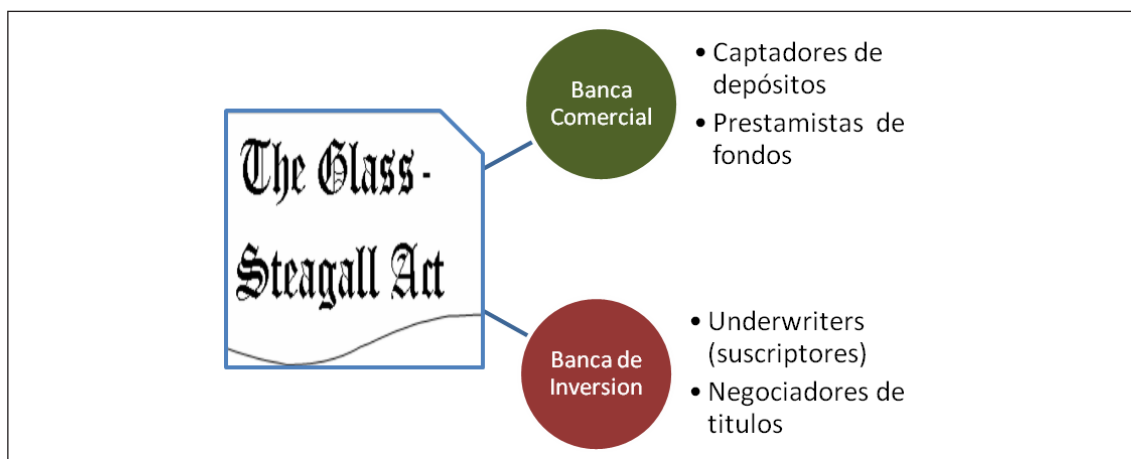 The Glass -
Steagall Act
Banca
Comercial
• Captadores de
depósitos
• Prestamistas de
fondos
Banca de
Inversion
• Underwriters
(suscriptores)
• Negociadores de
titulos